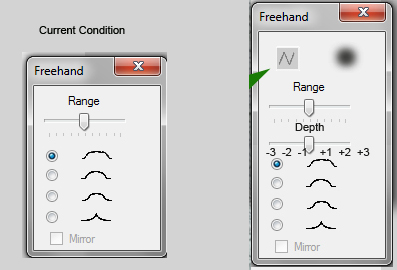 Current Condition
Freehand
Range
Mirror
Freehand
Range
Depth
-3 -2 -1 +1 +2 +3
Mirror